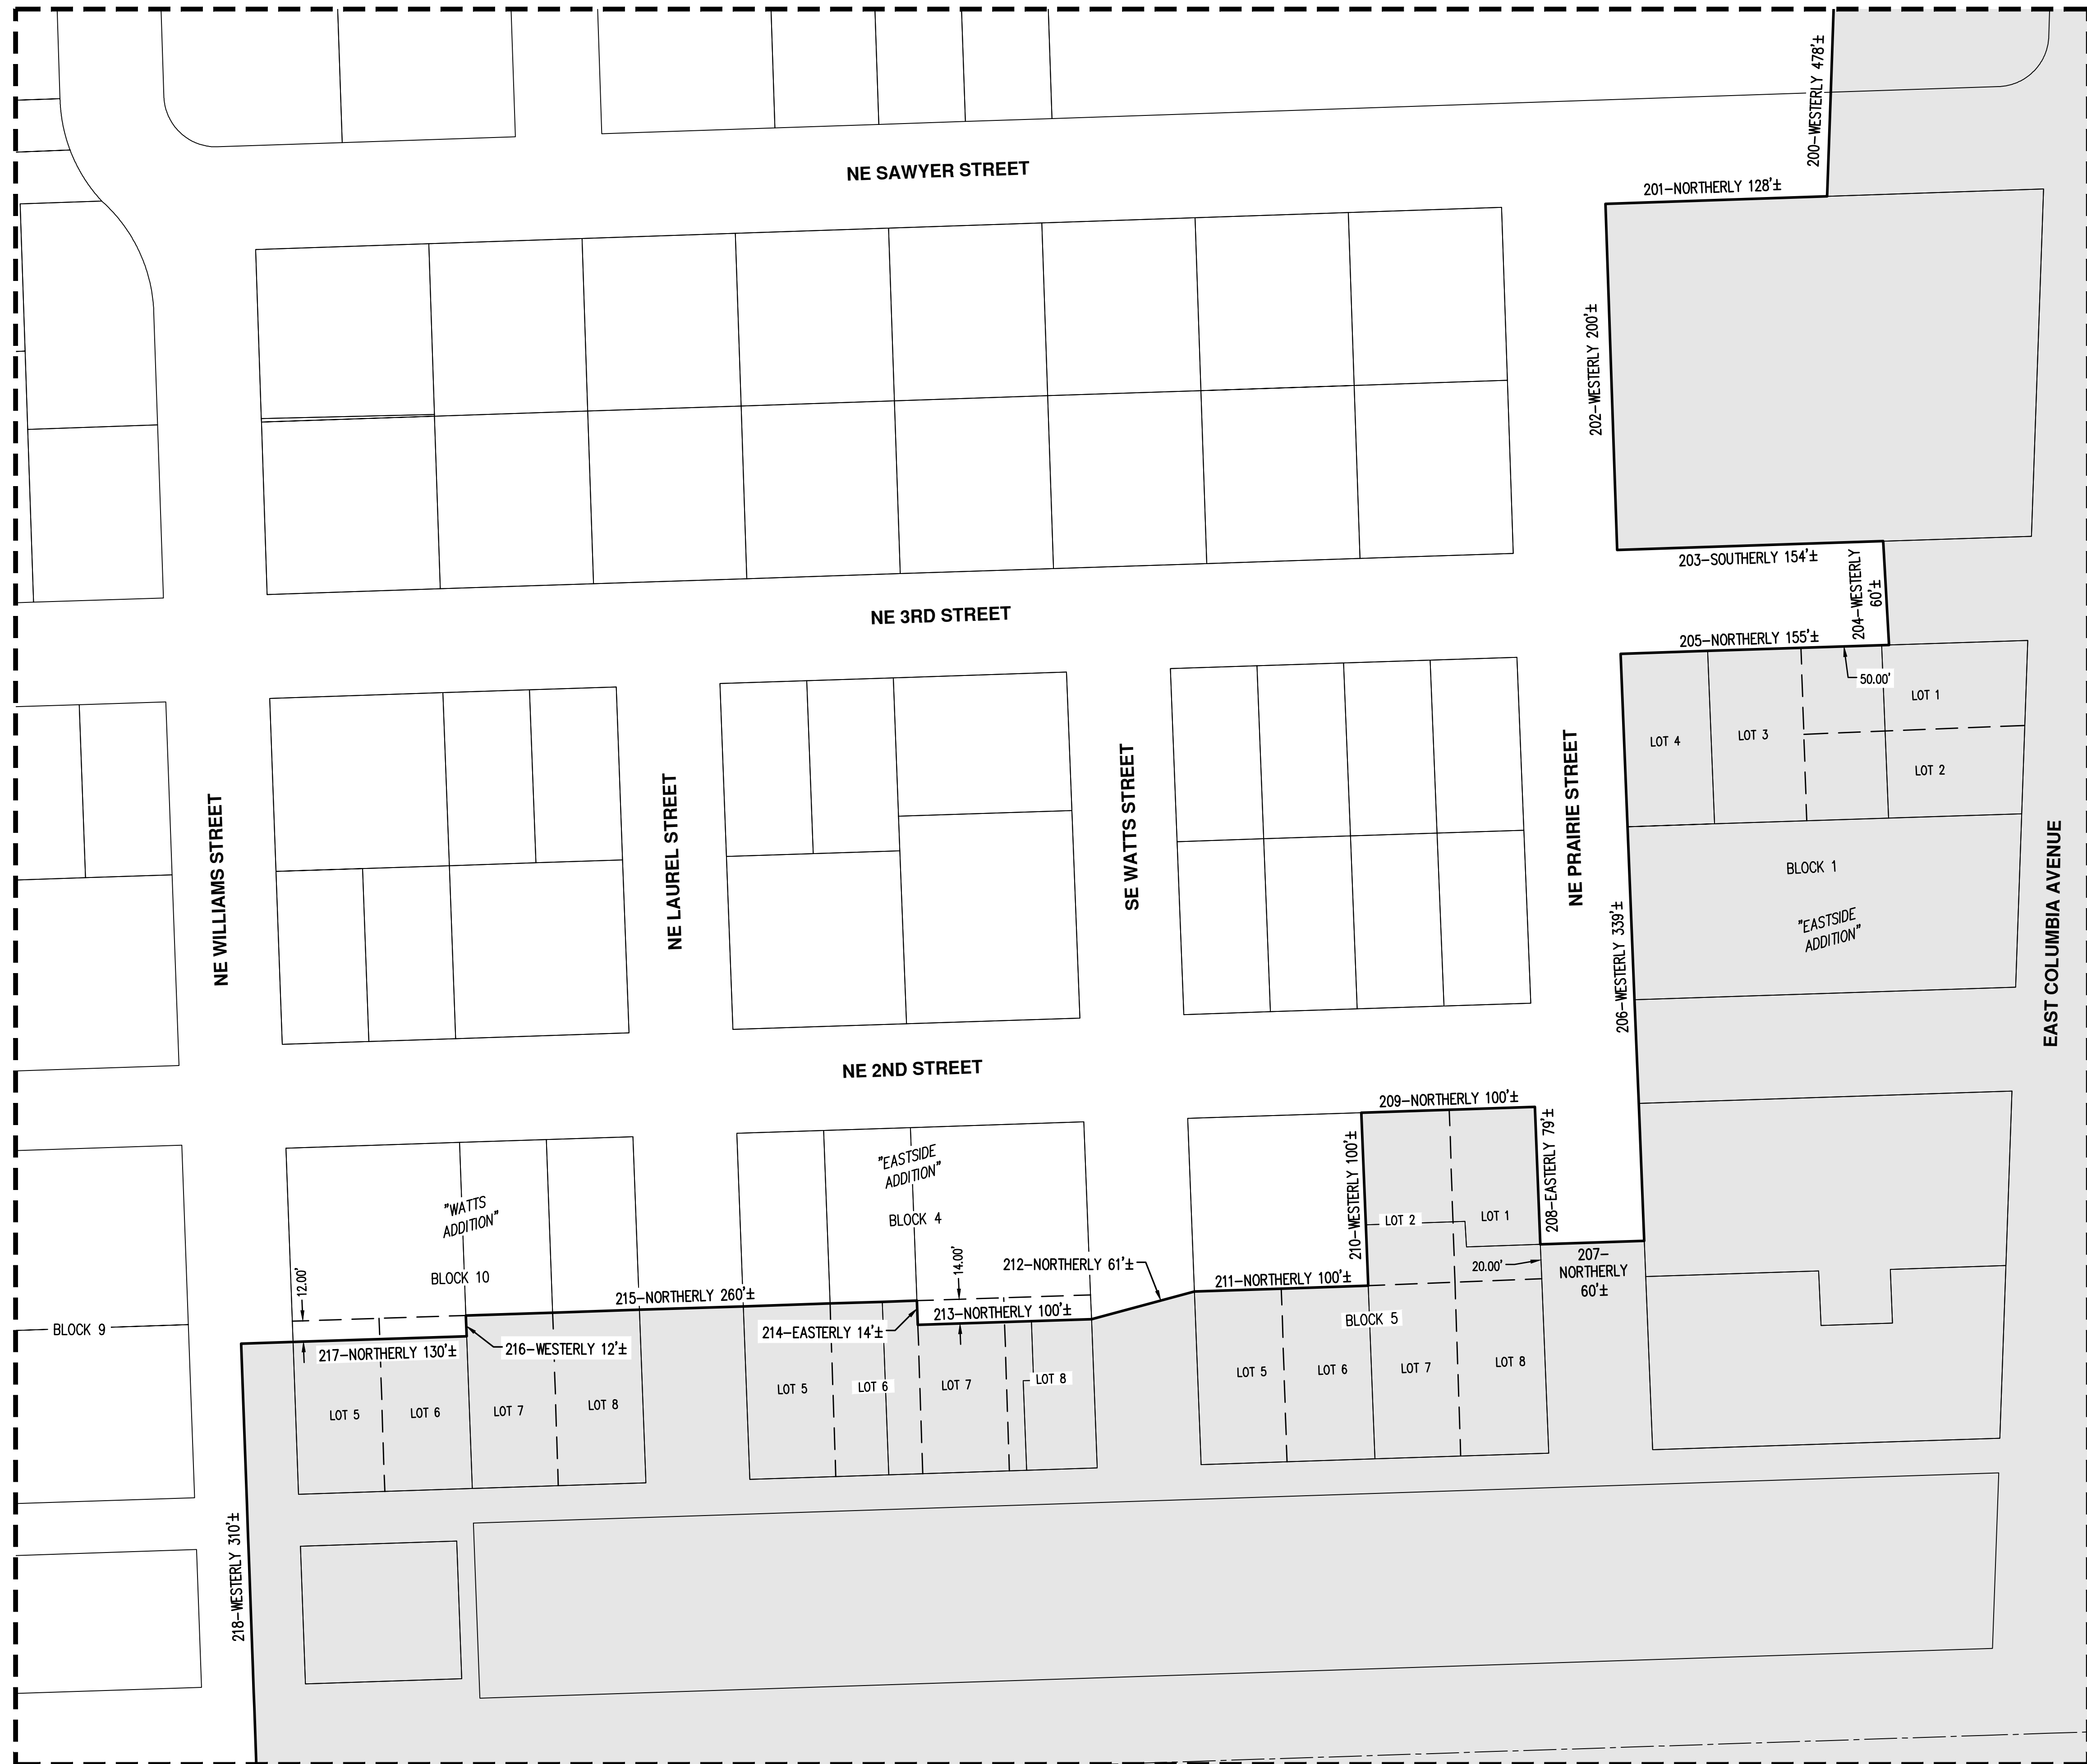 200-WESTERLY 478'±
NE SAWYER STREET
201-NORTHERLY 128'±
202-WESTERLY 200'±
203-SOUTHERLY 154'±
204-WESTERLY
60'±
NE 3RD STREET
205-NORTHERLY 155'±
50.00'
LOT 1
LOT 4
LOT 3
LOT 2
NE WILLIAMS STREET
NE LAUREL STREET
SE WATTS STREET
NE PRAIRIE STREET
BLOCK 1
"EASTSIDE
ADDITION"
EAST COLUMBIA AVENUE
206-WESTERLY 339'±
NE 2ND STREET
209-NORTHERLY 100'±
208-EASTERLY 79'±
210-WESTERLY 100'±
"EASTSIDE
ADDITION"
"WATTS
ADDITION"
BLOCK 4
LOT 2
LOT 1
207-
NORTHERLY
60'±
20.00'
14.00'
212-NORTHERLY 61'±
211-NORTHERLY 100'±
12.00'
BLOCK 10
215-NORTHERLY 260'±
213-NORTHERLY 100'±
BLOCK 5
BLOCK 9
214-EASTERLY 14'±
216-WESTERLY 12'±
217-NORTHERLY 130'±
LOT 5
LOT 6
LOT 7
LOT 8
LOT 5
LOT 6
LOT 7
LOT 8
LOT 5
LOT 6
LOT 7
LOT 8
218-WESTERLY 310'±